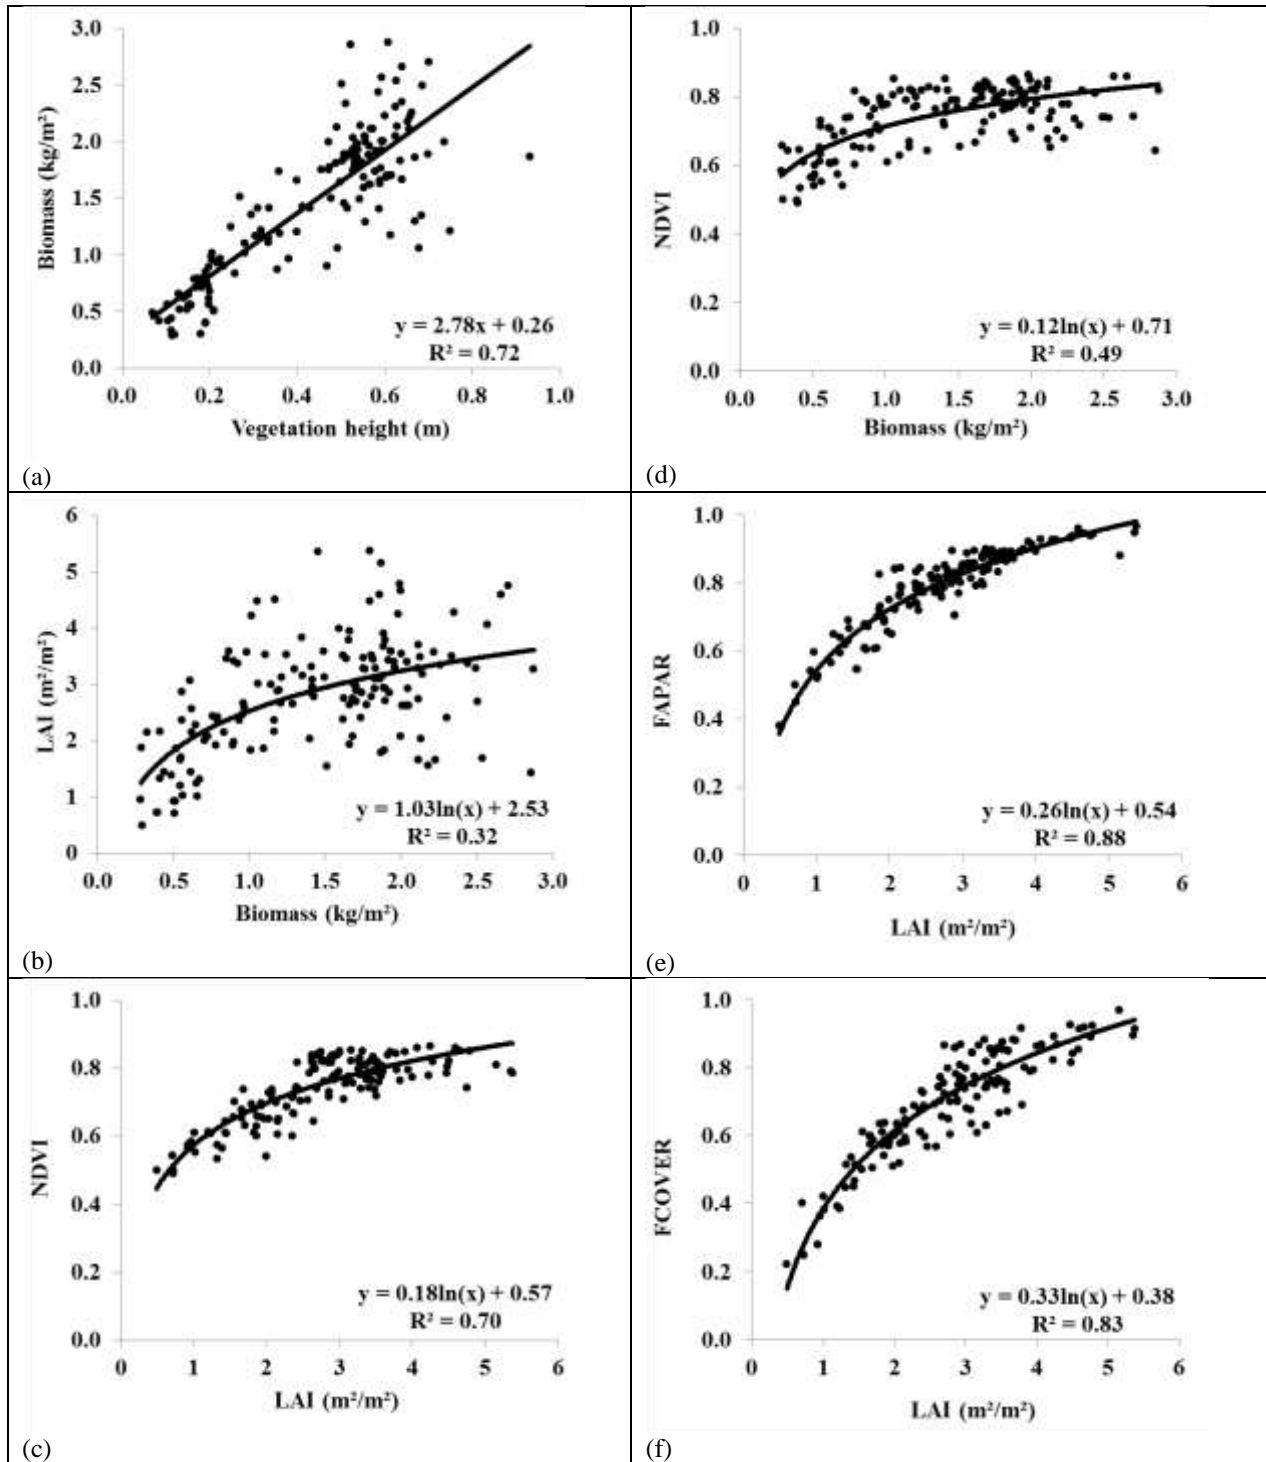 3.0
2.5
2.0
1.5
1.0
0.5
0.0
Biomass (kg/m²)
y = 2.78x + 0.26
R² = 0.72
0.0 0.2 0.4 0.6 0.8 1.0
Vegetation height (m)
(a)
1.0
0.8
0.6
0.4
0.2
0.0
NDVI
y = 0.12ln(x) + 0.71
R² = 0.49
0.0 0.5 1.0 1.5 2.0 2.5 3.0
Biomass (kg/m²)
(d)
6
5
4
3
2
1
0
LAI (m²/m²)
y = 1.03ln(x) + 2.53
R² = 0.32
0.0 0.5 1.0 1.5 2.0 2.5 3.0
Biomass (kg/m²)
(b)
1.0
0.8
0.6
0.4
0.2
0.0
FAPAR
y = 0.26ln(x) + 0.54
R² = 0.88
0 1 2 3 4 5 6
LAI (m²/m²)
(e)
1.0
0.8
0.6
0.4
0.2
0.0
NDVI
y = 0.18ln(x) + 0.57
R² = 0.70
0 1 2 3 4 5 6
LAI (m²/m²)
(c)
1.0
0.8
0.6
0.4
0.2
0.0
FCOVER
y = 0.33ln(x) + 0.38
R² = 0.83
0 1 2 3 4 5 6
LAI (m²/m²)
(f)